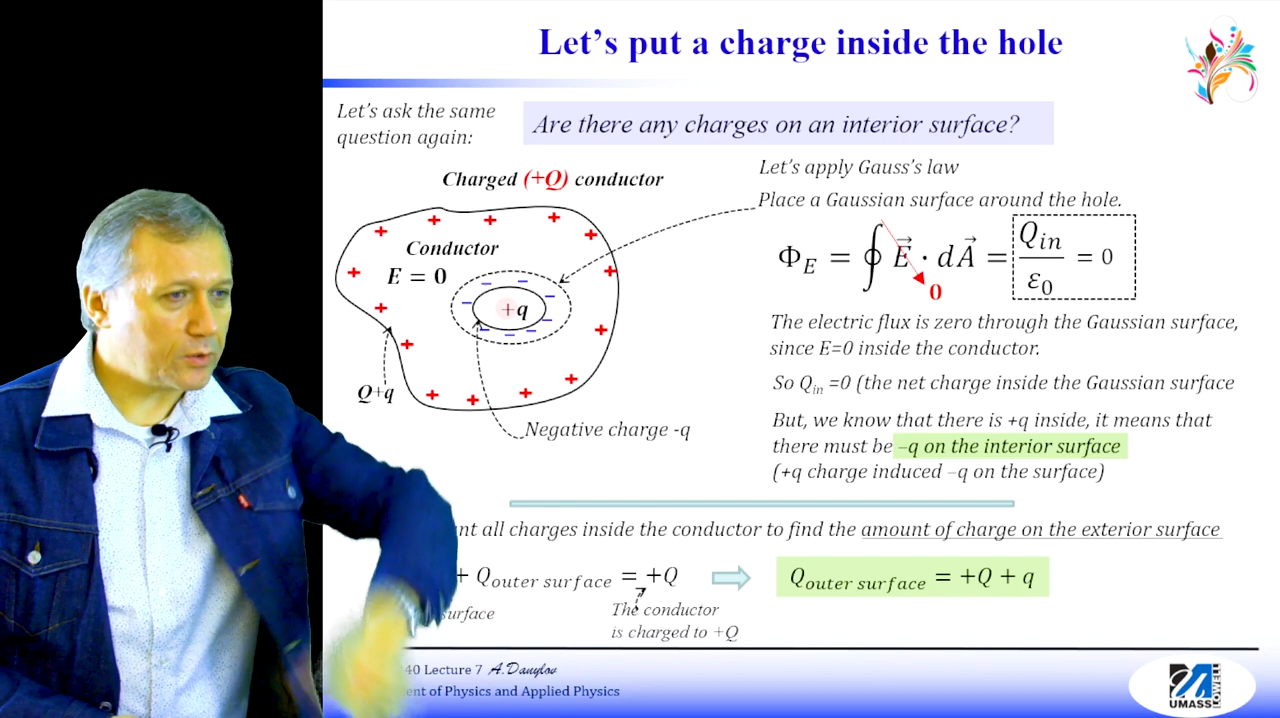 Let's put a charge inside the hole
Let's ask the same
question again:
Are there any charges on an interior surface?
Charged (+Q) conductor
Conductor
E = 0
+q
Q+q
Negative charge -q
Let's apply Gauss's law
Place a Gaussian surface around the hole.
Φ_E = ∮ E⃗ · dA⃗ = Q_in / ε_0 = 0
0
The electric flux is zero through the Gaussian surface,
since E=0 inside the conductor.
So Q_in =0 (the net charge inside the Gaussian surface
But, we know that there is +q inside, it means that
there must be –q on the interior surface
(+q charge induced –q on the surface)
all charges inside the conductor to find the amount of charge on the exterior surface
+ Q_outer surface = +Q
Q_outer surface = +Q + q
surface
The conductor
is charged to +Q
40 Lecture 7 A.Danylov
of Physics and Applied Physics
UMASS
LOWELL